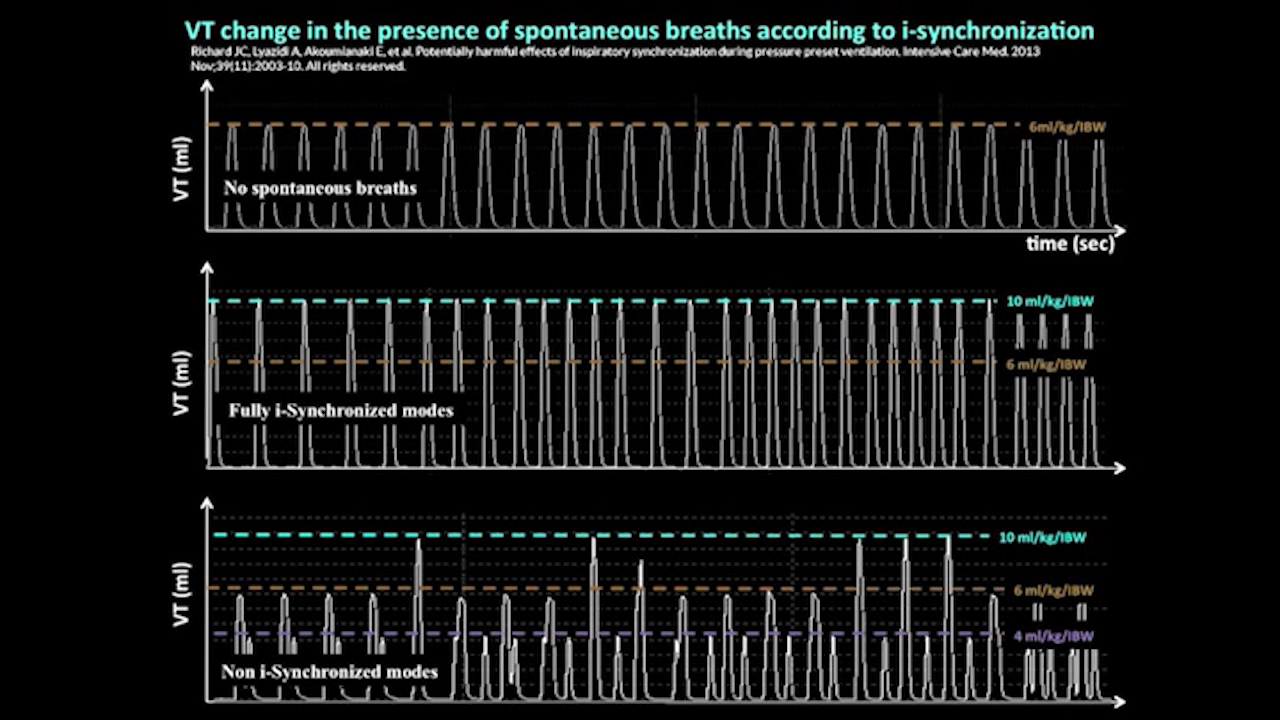 VT change in the presence of spontaneous breaths according to i-synchronization
Richard JC, Lyazidi A, Akoumianaki E, et al. Potentially harmful effects of inspiratory synchronization during pressure preset ventilation. Intensive Care Med. 2013
Nov;39(11):2003-10. All rights reserved.
VT (ml)
6ml/kg/IBW
No spontaneous breaths
time (sec)
VT (ml)
10 ml/kg/IBW
6 ml/kg/IBW
Fully i-Synchronized modes
VT (ml)
10 ml/kg/IBW
6 ml/kg/IBW
4 ml/kg/IBW
Non i-Synchronized modes